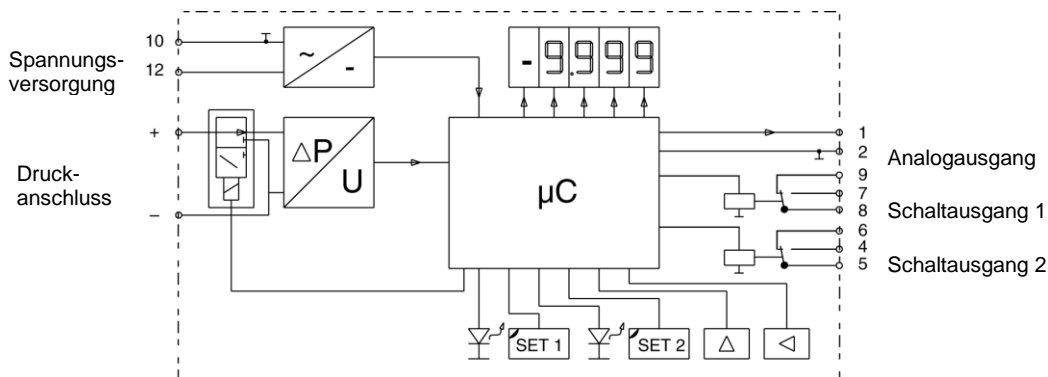 10
12
Spannungs-
versorgung
~
-
- 9.999
+
−
Druck-
anschluss
△P
U
µC
1
2
Analogausgang
9
7
8
Schaltausgang 1
6
4
5
Schaltausgang 2
SET 1
SET 2